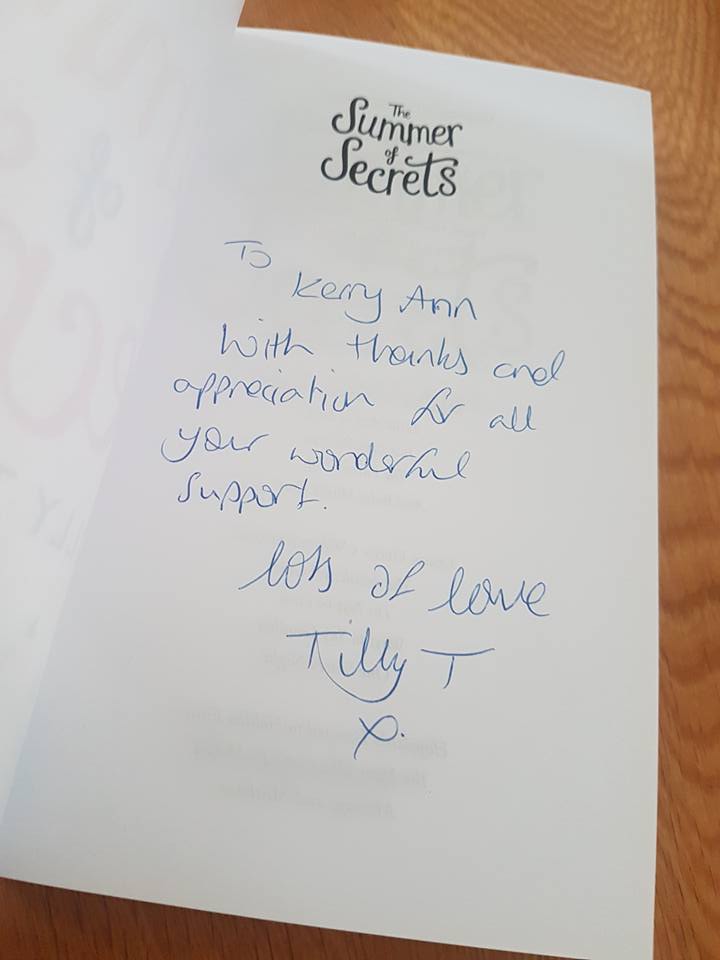 The
Summer
of
Secrets
To
Kerry Ann
With thanks and
appreciation for all
your wonderful
support.
lots of love
Tilly T
x.